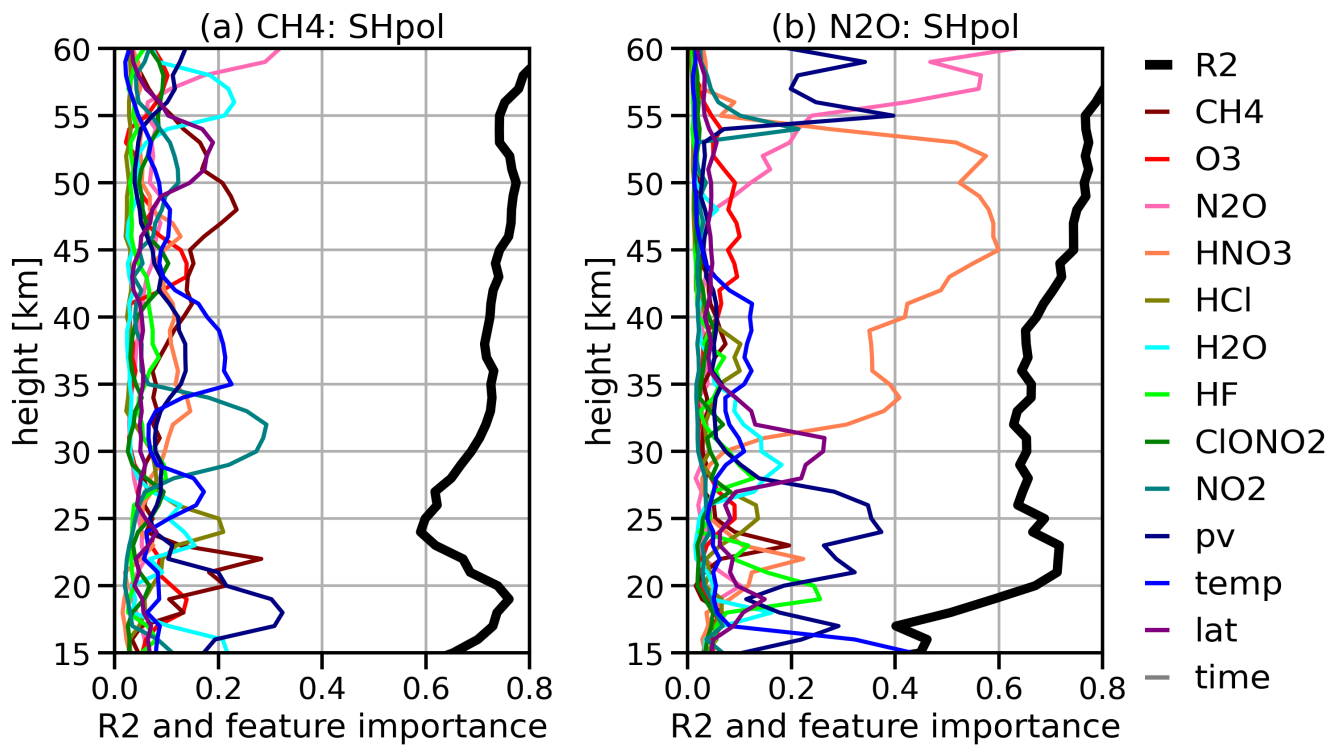 (a) CH4: SHpol
60
55
50
45
40
35
30
25
20
15
height [km]
0.0 0.2 0.4 0.6 0.8
R2 and feature importance
(b) N2O: SHpol
60
55
50
45
40
35
30
25
20
15
height [km]
0.0 0.2 0.4 0.6 0.8
R2 and feature importance
R2
CH4
O3
N2O
HNO3
HCl
H2O
HF
ClONO2
NO2
pv
temp
lat
time